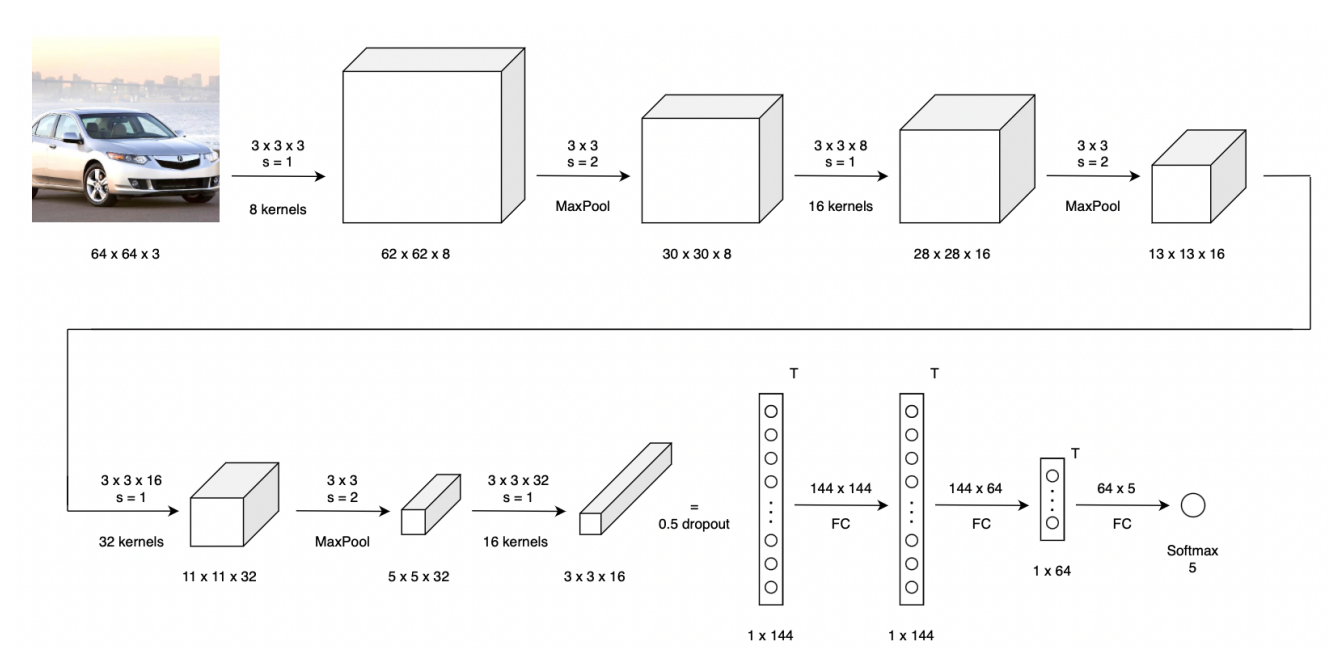 3 x 3 x 3
s = 1
8 kernels
64 x 64 x 3
62 x 62 x 8
3 x 3
s = 2
MaxPool
30 x 30 x 8
3 x 3 x 8
s = 1
16 kernels
28 x 28 x 16
3 x 3
s = 2
MaxPool
13 x 13 x 16
3 x 3 x 16
s = 1
32 kernels
11 x 11 x 32
3 x 3
s = 2
MaxPool
5 x 5 x 32
3 x 3 x 32
s = 1
16 kernels
3 x 3 x 16
=
0.5 dropout
T
1 x 144
144 x 144
FC
T
1 x 144
144 x 64
FC
T
1 x 64
64 x 5
FC
Softmax
5